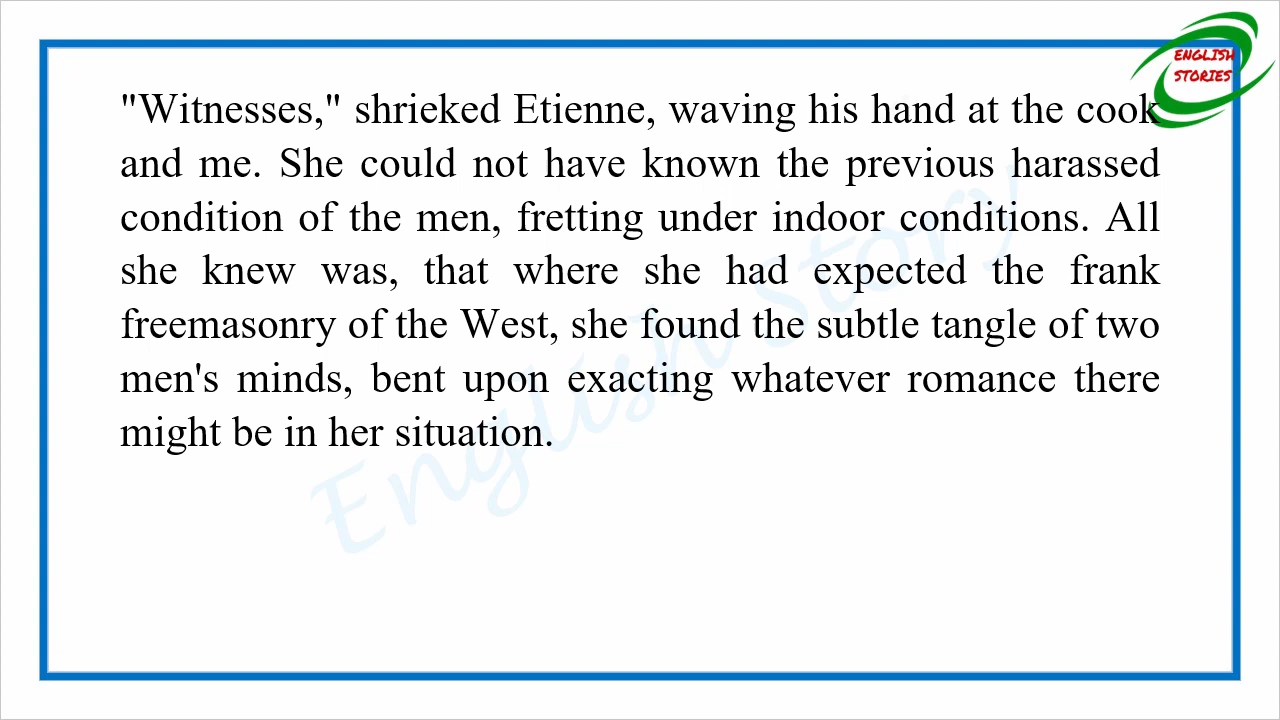 ENGLISH
STORIES
"Witnesses," shrieked Etienne, waving his hand at the cook
and me. She could not have known the previous harassed
condition of the men, fretting under indoor conditions. All
she knew was, that where she had expected the frank
freemasonry of the West, she found the subtle tangle of two
men's minds, bent upon exacting whatever romance there
might be in her situation.
English Story